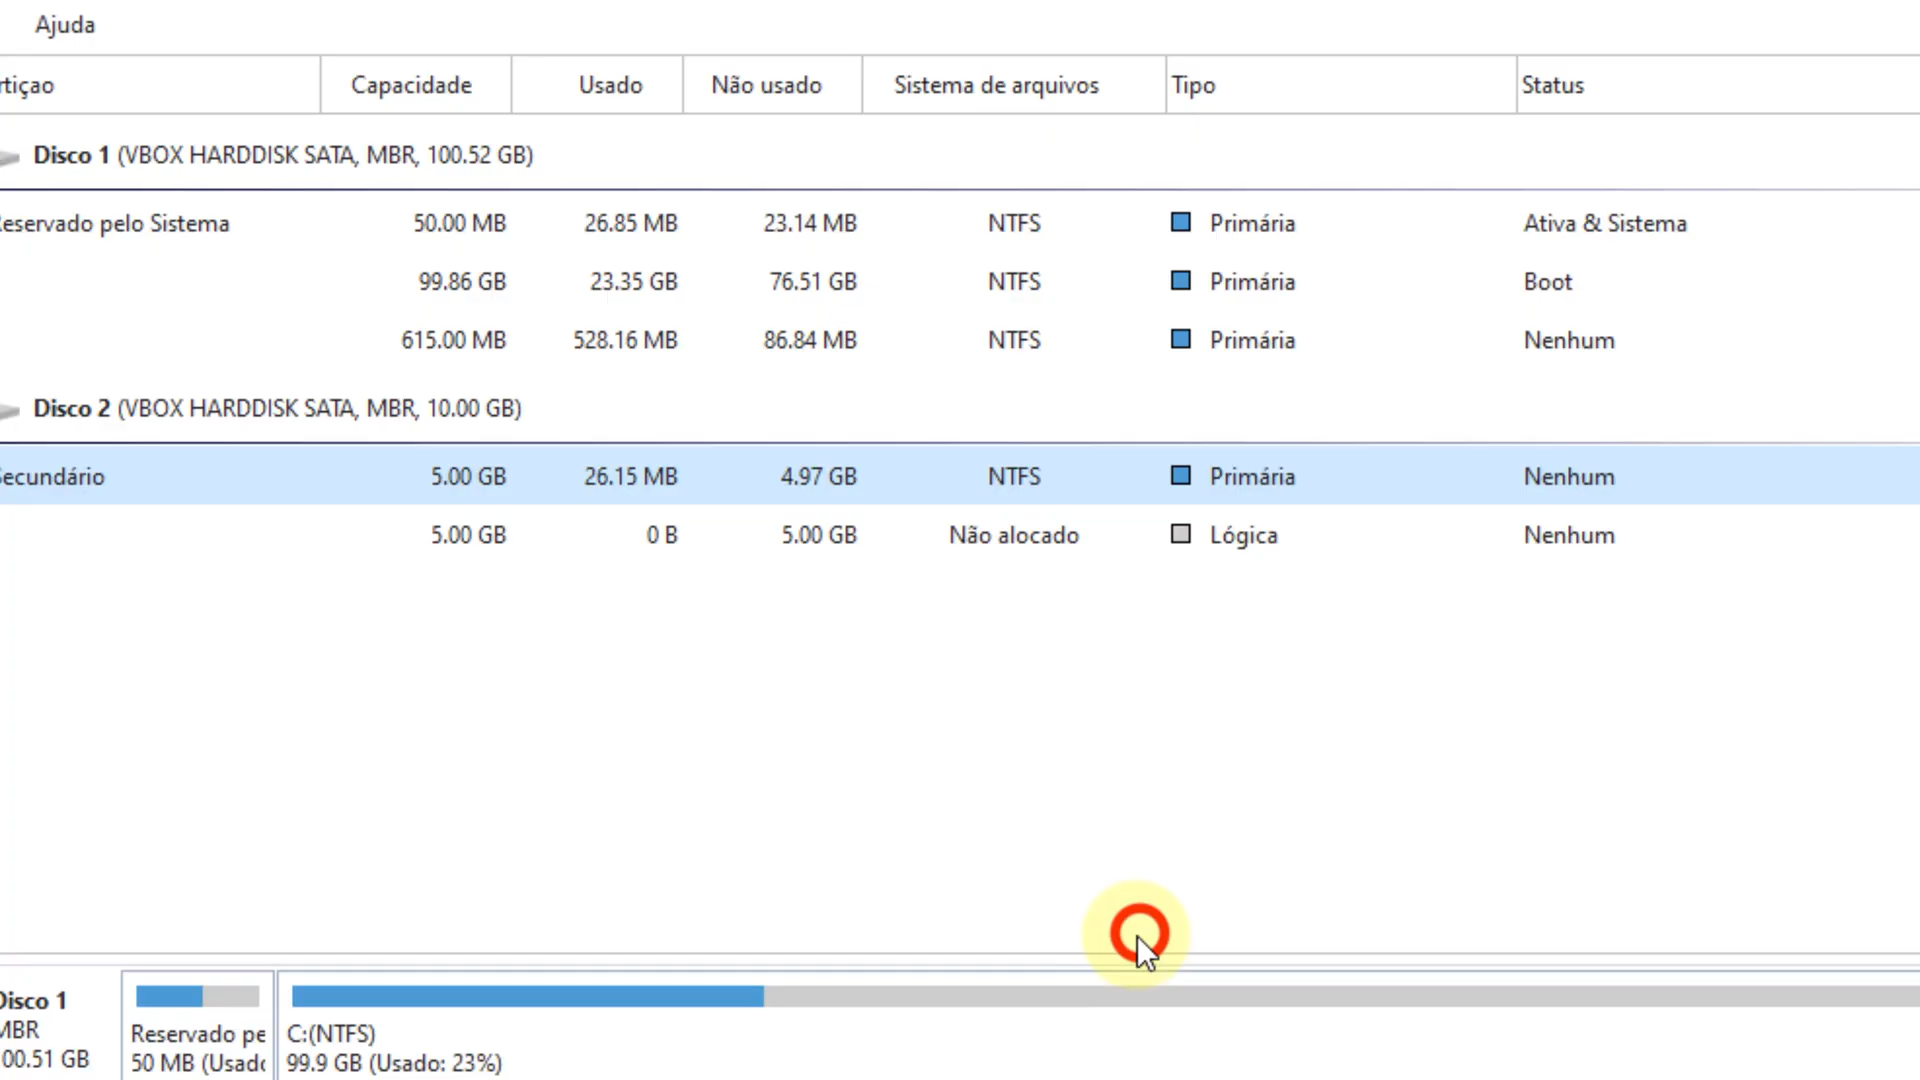 Ajuda
rtiçao Capacidade Usado Não usado Sistema de arquivos Tipo Status
Disco 1 (VBOX HARDDISK SATA, MBR, 100.52 GB)
eservado pelo Sistema 50.00 MB 26.85 MB 23.14 MB NTFS Primária Ativa & Sistema
99.86 GB 23.35 GB 76.51 GB NTFS Primária Boot
615.00 MB 528.16 MB 86.84 MB NTFS Primária Nenhum
Disco 2 (VBOX HARDDISK SATA, MBR, 10.00 GB)
Secundário 5.00 GB 26.15 MB 4.97 GB NTFS Primária Nenhum
5.00 GB 0 B 5.00 GB Não alocado Lógica Nenhum
Disco 1
MBR
00.51 GB
Reservado pe
50 MB (Usado
C:(NTFS)
99.9 GB (Usado: 23%)